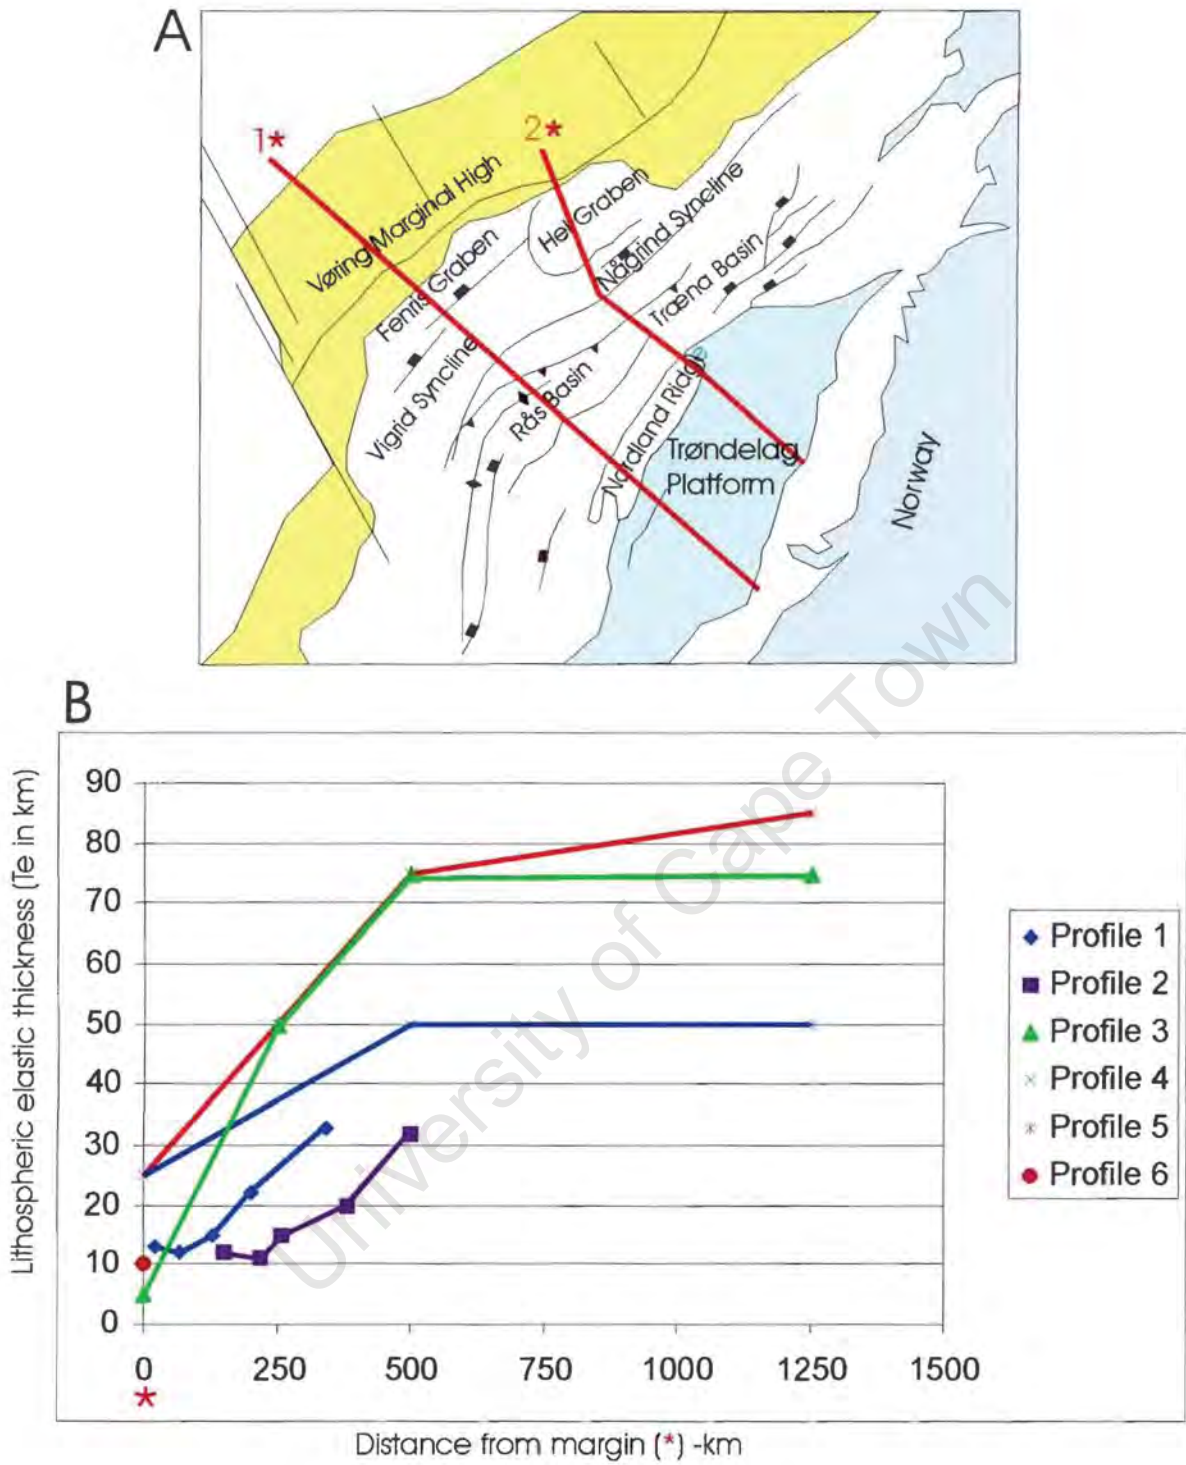 A
1*
2*
Vøring Marginal High
Hel Graben
Någrind Syncline
Fenris Graben
Træna Basin
Vigrid Syncline
Rås Basin
Nordland Ridge
Trøndelag
Platform
Norway
B
Lithospheric elastic thickness (Te in km)
90
80
70
60
50
40
30
20
10
0
0
250
500
750
1000
1250
1500
*
Distance from margin (*) -km
Profile 1
Profile 2
Profile 3
Profile 4
Profile 5
Profile 6
University of Cape Town